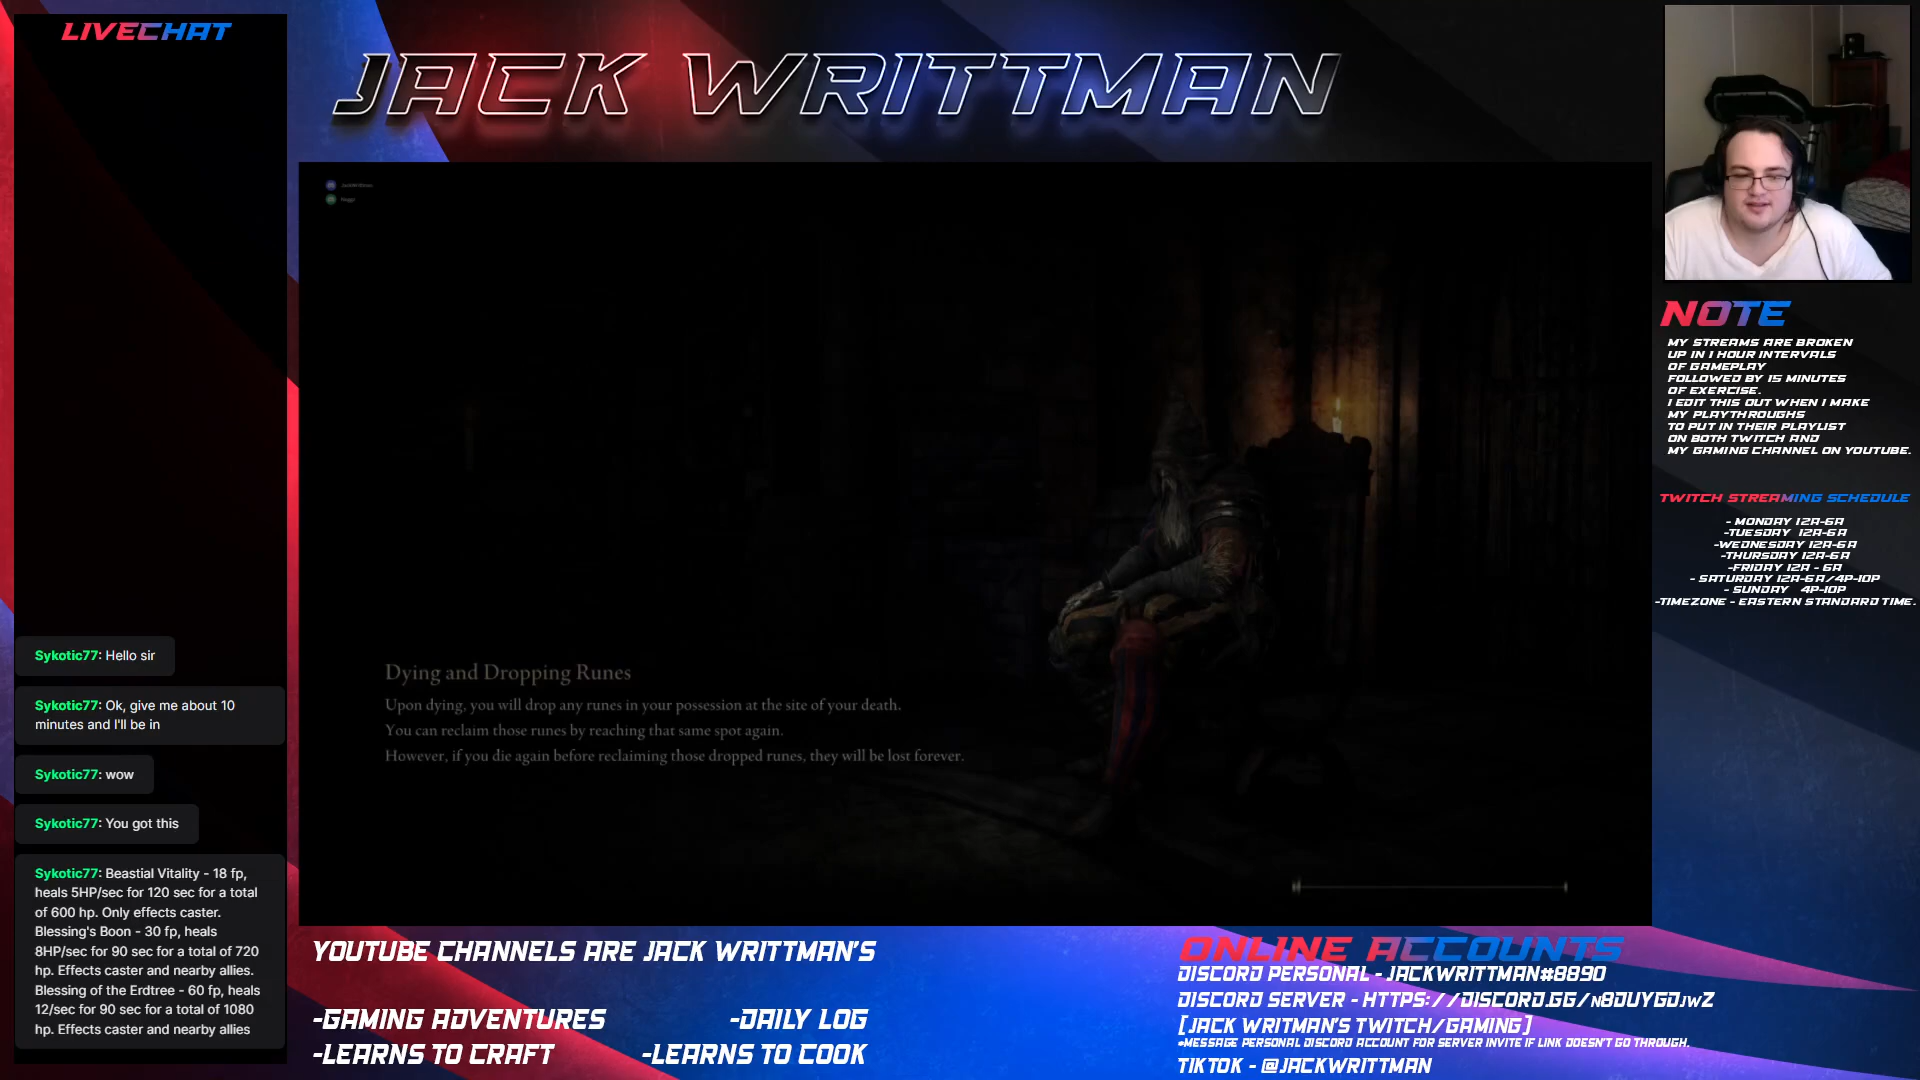 LIVECHAT
JACK WRITTMAN
JackWrittman
NOTE
MY STREAMS ARE BROKEN
UP IN 1 HOUR INTERVALS
OF GAMEPLAY
FOLLOWED BY 15 MINUTES
OF EXERCISE.
I EDIT THIS OUT WHEN I MAKE
MY PLAYTHROUGHS
TO PUT IN THEIR PLAYLIST
ON BOTH TWITCH AND
MY GAMING CHANNEL ON YOUTUBE.
TWITCH STREAMING SCHEDULE
- MONDAY 12A-6A
-TUESDAY 12A-6A
-WEDNESDAY 12A-6A
-THURSDAY 12A-6A
-FRIDAY 12A - 6A
- SATURDAY 12A-6A/4P-10P
- SUNDAY 4P-10P
-TIMEZONE - EASTERN STANDARD TIME.
Sykotic77: Hello sir
Sykotic77: Ok, give me about 10
minutes and I'll be in
Sykotic77: wow
Sykotic77: You got this
Sykotic77: Beastial Vitality - 18 fp,
heals 5HP/sec for 120 sec for a total
of 600 hp. Only effects caster.
Blessing's Boon - 30 fp, heals
8HP/sec for 90 sec for a total of 720
hp. Effects caster and nearby allies.
Blessing of the Erdtree - 60 fp, heals
12/sec for 90 sec for a total of 1080
hp. Effects caster and nearby allies
Dying and Dropping Runes
Upon dying, you will drop any runes in your possession at the site of your death.
You can reclaim those runes by reaching that same spot again.
However, if you die again before reclaiming those dropped runes, they will be lost forever.
YOUTUBE CHANNELS ARE JACK WRITTMAN'S
-GAMING ADVENTURES
-DAILY LOG
-LEARNS TO CRAFT
-LEARNS TO COOK
ONLINE ACCOUNTS
DISCORD PERSONAL - JACKWRITTMAN#8890
DISCORD SERVER - HTTPS://DISCORD.GG/N8DUYGDJWZ
[JACK WRITMAN'S TWITCH/GAMING]
*MESSAGE PERSONAL DISCORD ACCOUNT FOR SERVER INVITE IF LINK DOESN'T GO THROUGH.
TIKTOK - @JACKWRITTMAN